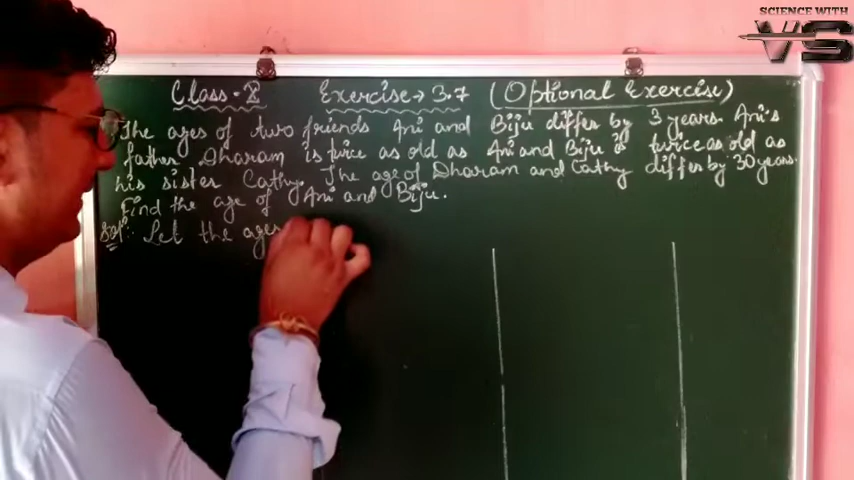 SCIENCE WITH
VS
Class-X Exercise→3.7 (Optional Exercise)
The ages of two friends Ani and Biju differ by 3 years. Ani's
father Dharam is twice as old as Ani and Biju is twice as old as
his sister Cathy. The age of Dharam and Cathy differ by 30 years.
Find the age of Ani and Biju.
Sol: Let the ages